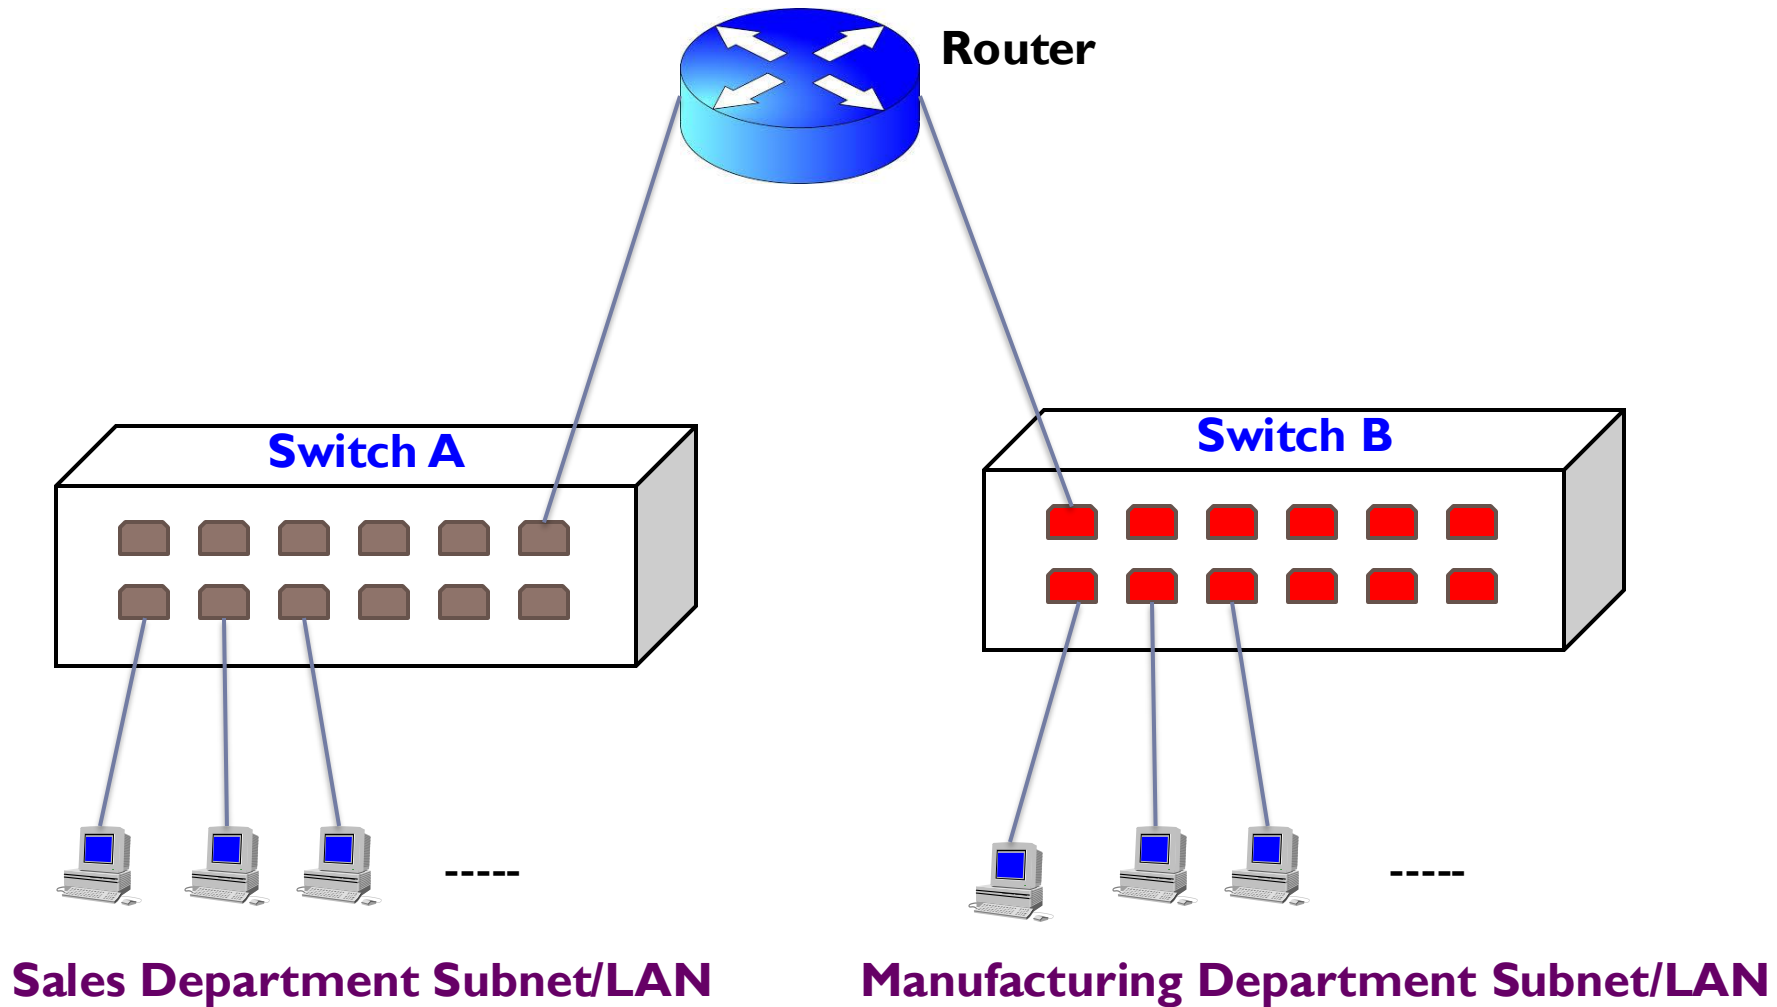 Router
Switch A
Switch B
-----
-----
Sales Department Subnet/LAN
Manufacturing Department Subnet/LAN